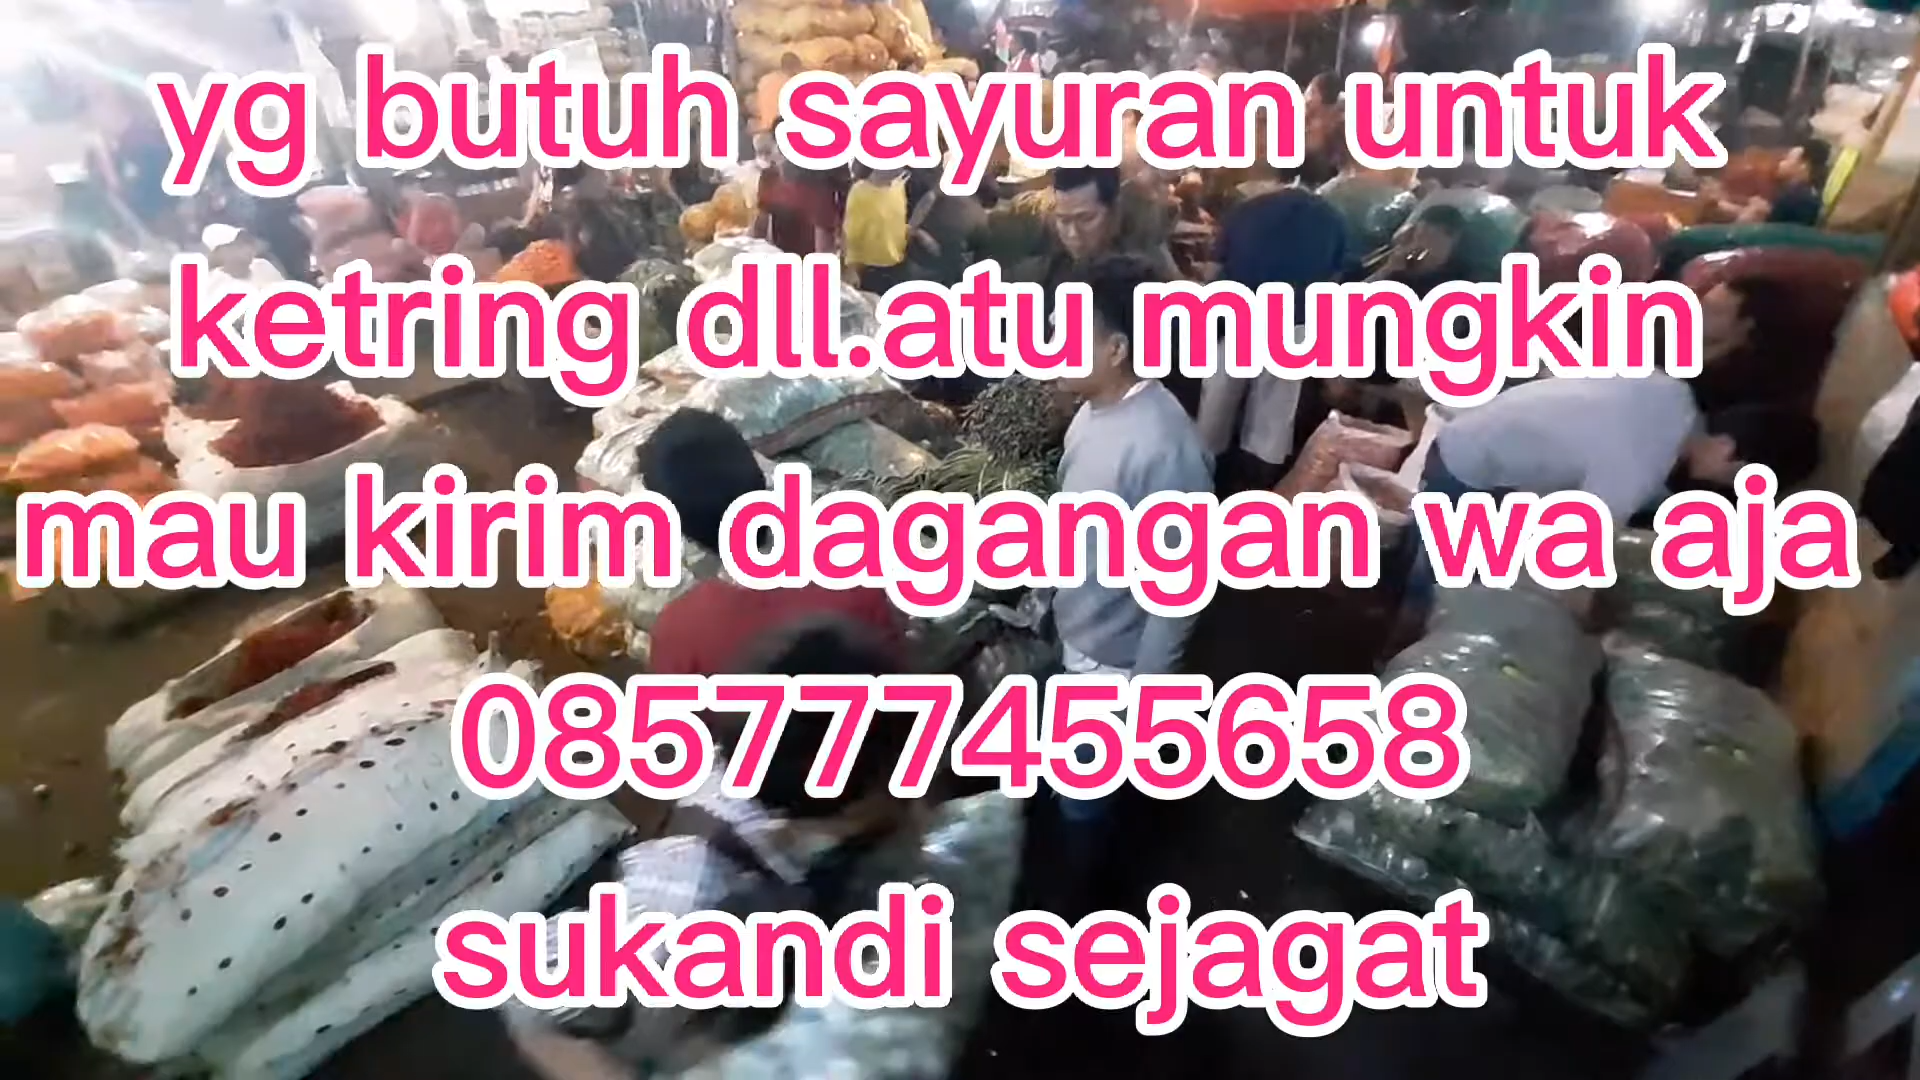 yg butuh sayuran untuk
ketring dll.atu mungkin
mau kirim dagangan wa aja
085777455658
sukandi sejagat